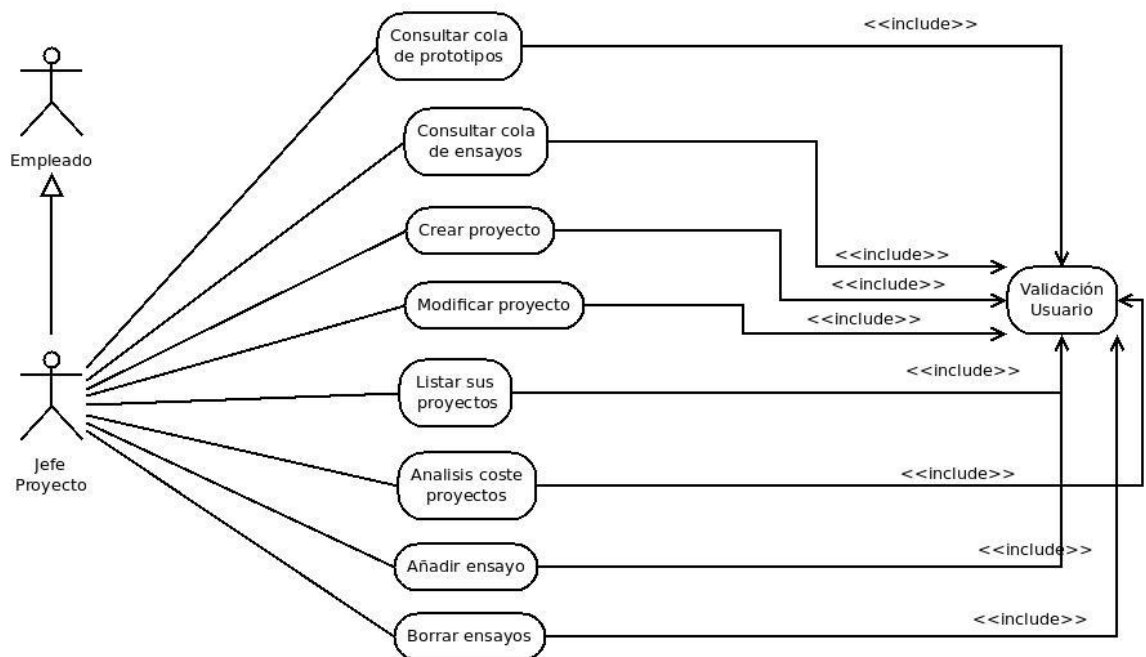 Consultar cola
de prototipos
<<include>>
Empleado
Consultar cola
de ensayos
Crear proyecto
<<include>>
<<include>>
Validación
Usuario
Modificar proyecto
<<include>>
Jefe
Proyecto
Listar sus
proyectos
<<include>>
Analisis coste
proyectos
<<include>>
Añadir ensayo
<<include>>
Borrar ensayos
<<include>>